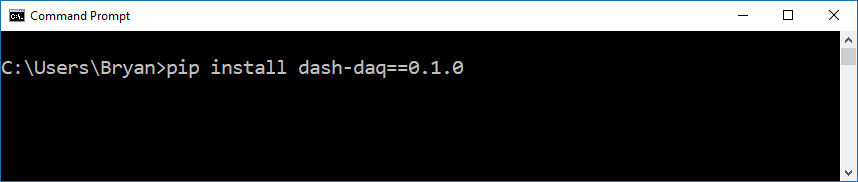 Command Prompt
C:\Users\Bryan>pip install dash-daq==0.1.0